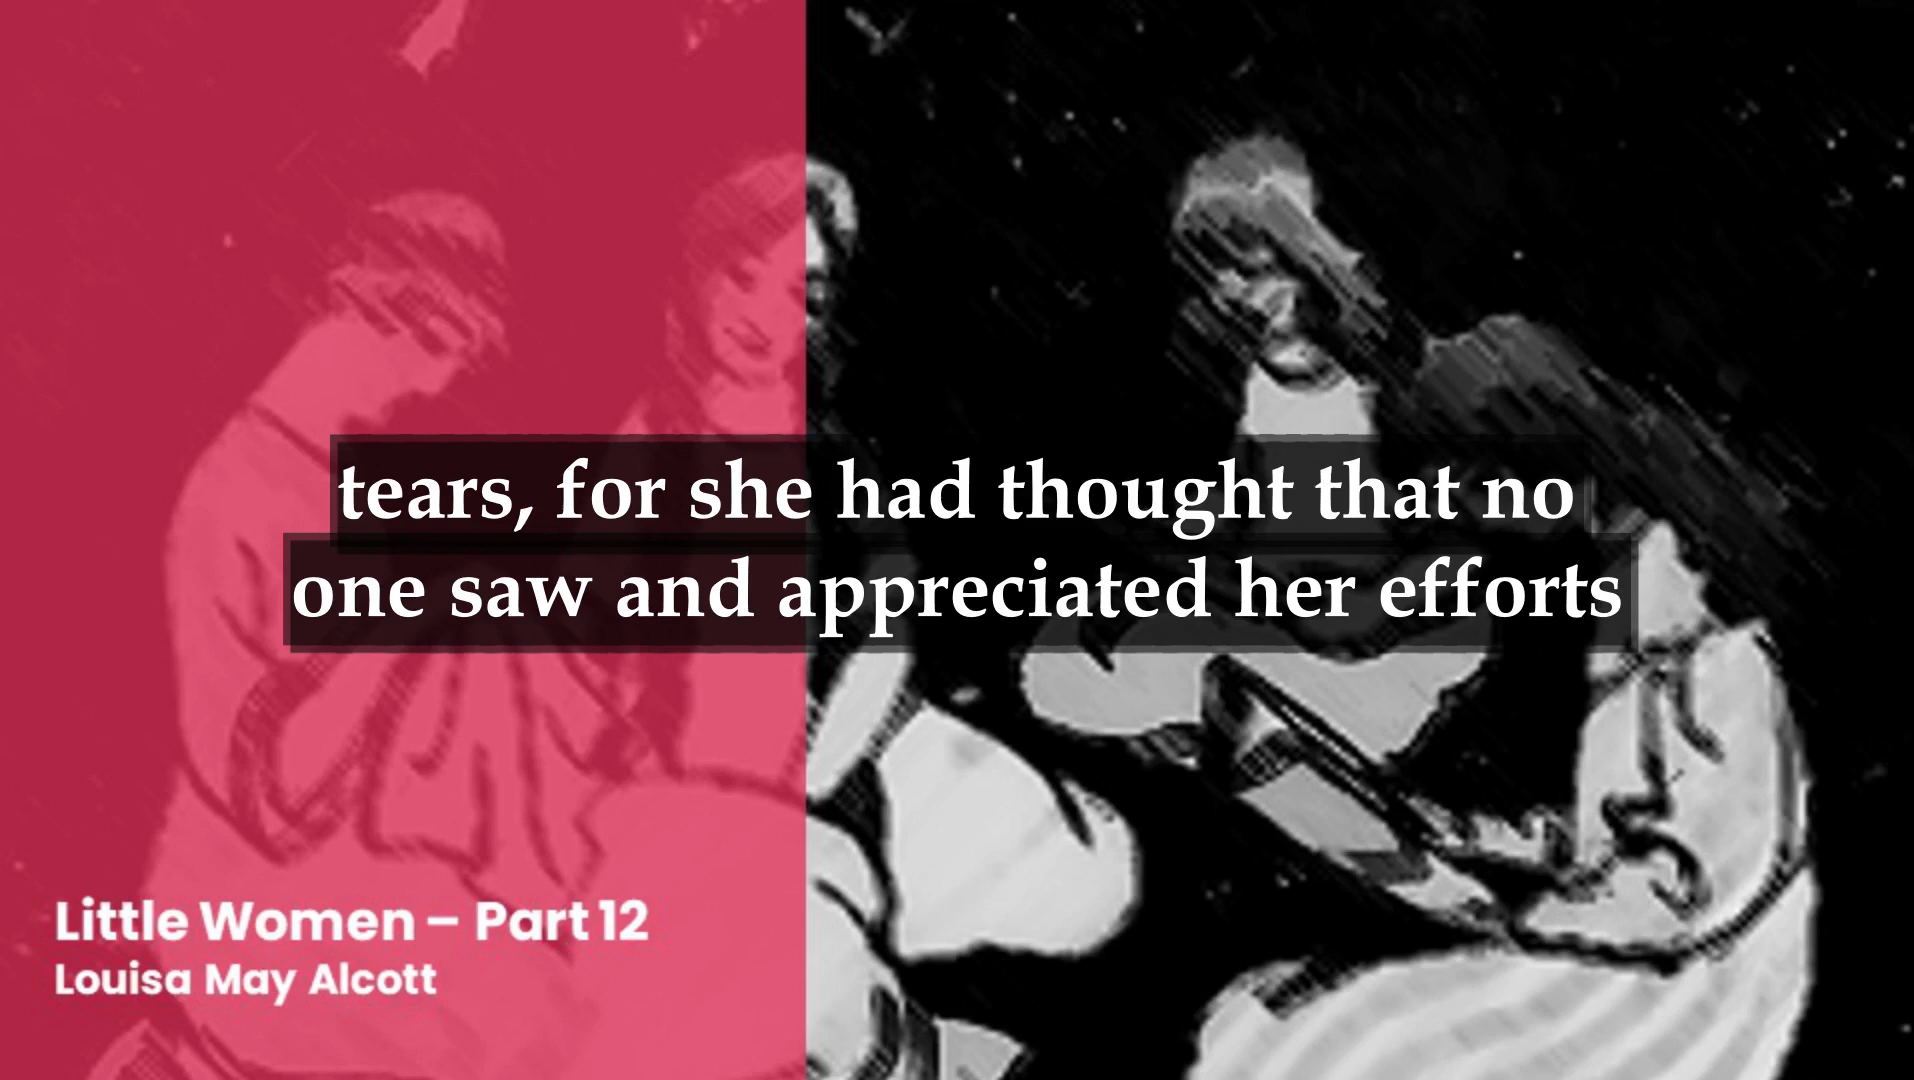 tears, for she had thought that no
one saw and appreciated her efforts
Little Women – Part 12
Louisa May Alcott